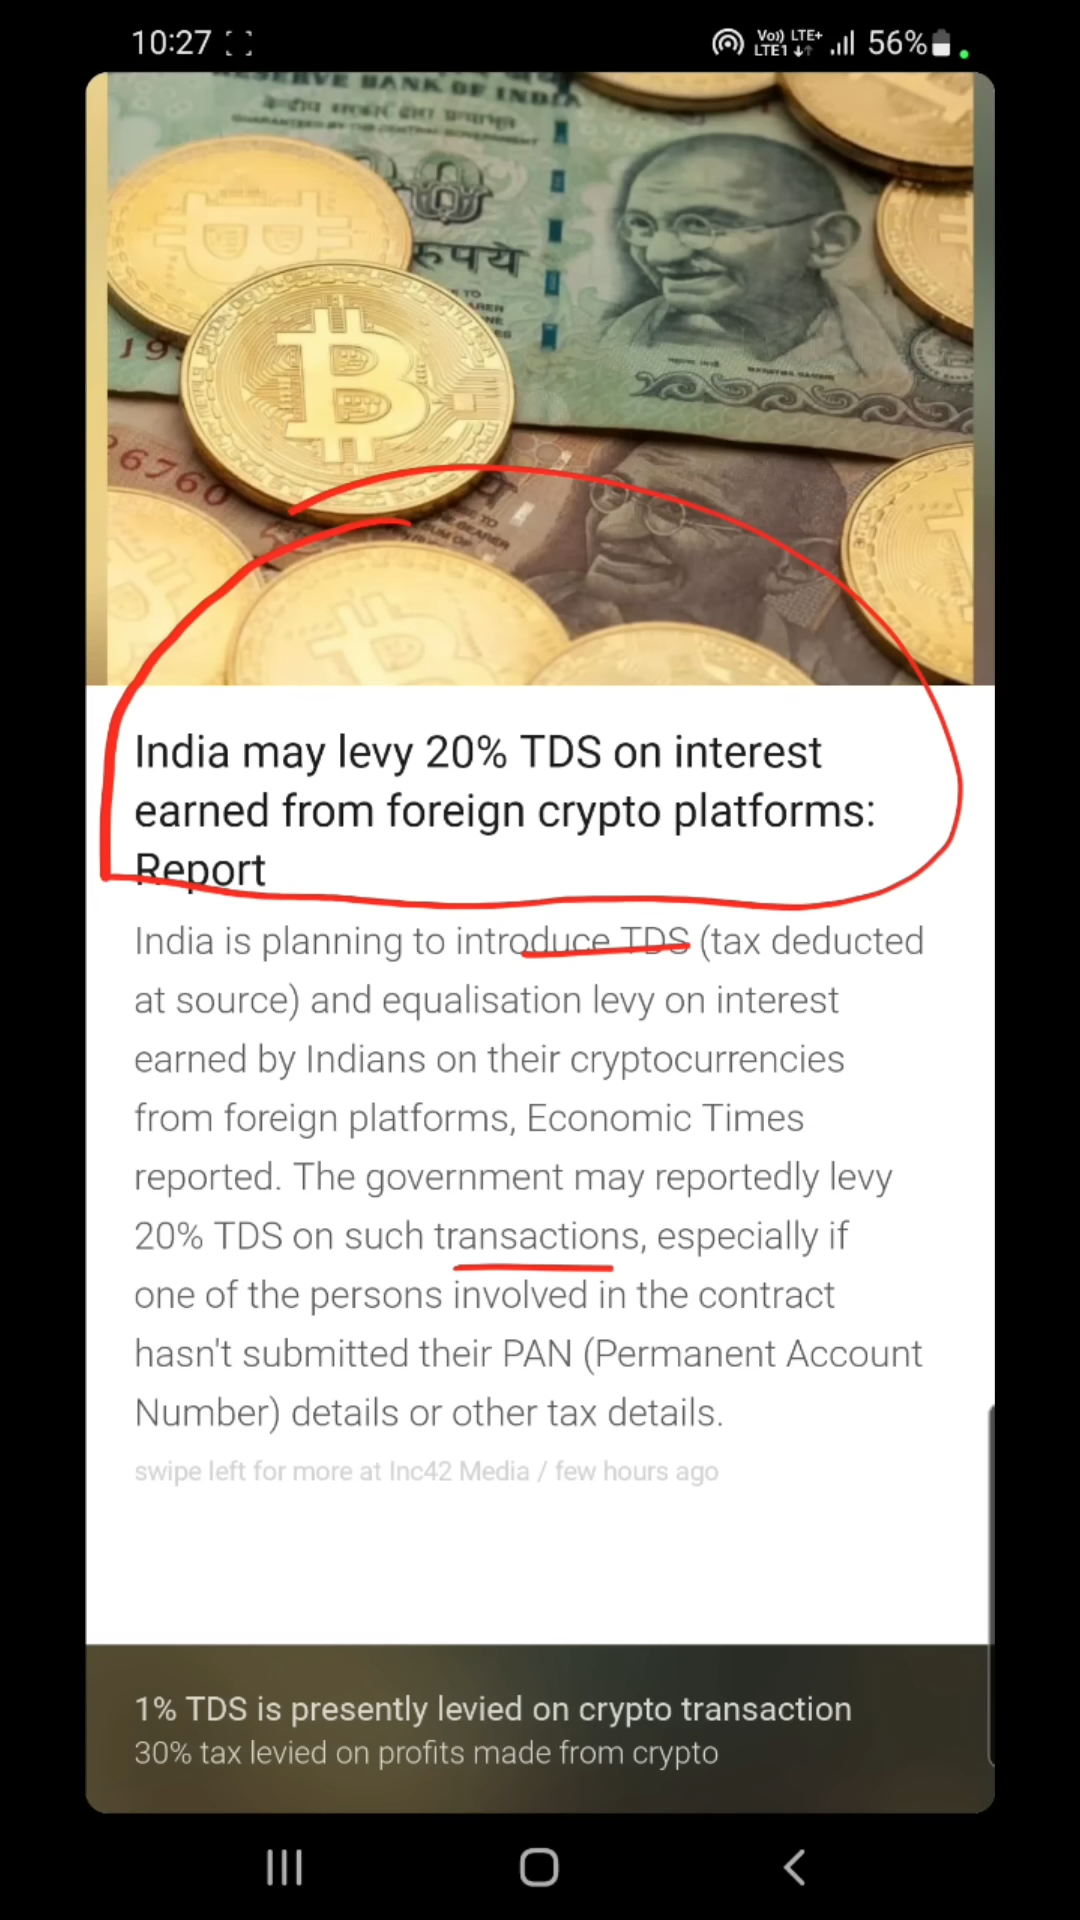 10:27
Vo)) LTE+
LTE1
56%
RESERVE BANK OF INDIA
रुपये
6760
India may levy 20% TDS on interest
earned from foreign crypto platforms:
Report
India is planning to introduce TDS (tax deducted
at source) and equalisation levy on interest
earned by Indians on their cryptocurrencies
from foreign platforms, Economic Times
reported. The government may reportedly levy
20% TDS on such transactions, especially if
one of the persons involved in the contract
hasn't submitted their PAN (Permanent Account
Number) details or other tax details.
swipe left for more at Inc42 Media / few hours ago
1% TDS is presently levied on crypto transaction
30% tax levied on profits made from crypto